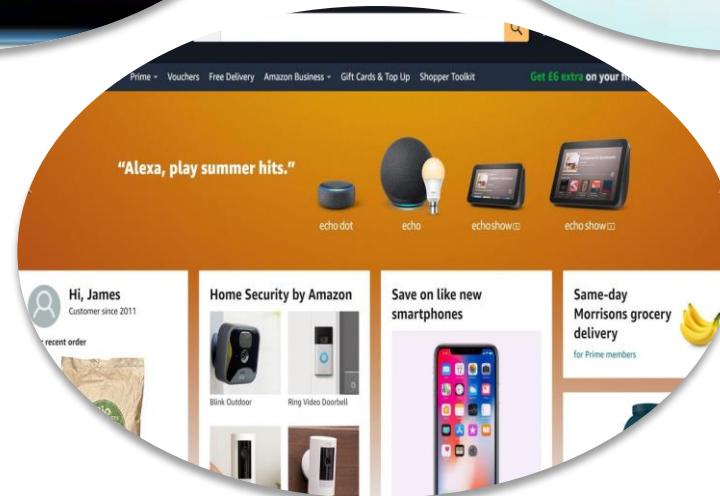 Prime Vouchers Free Delivery Amazon Business Gift Cards & Top Up Shopper Toolkit Get £6 extra on your
"Alexa, play summer hits."
echo dot echo echo show 5 echo show 8
Hi, James
Customer since 2011
recent order
Home Security by Amazon
Blink Outdoor Ring Video Doorbell
Save on like new
smartphones
Same-day
Morrisons grocery
delivery
for Prime members